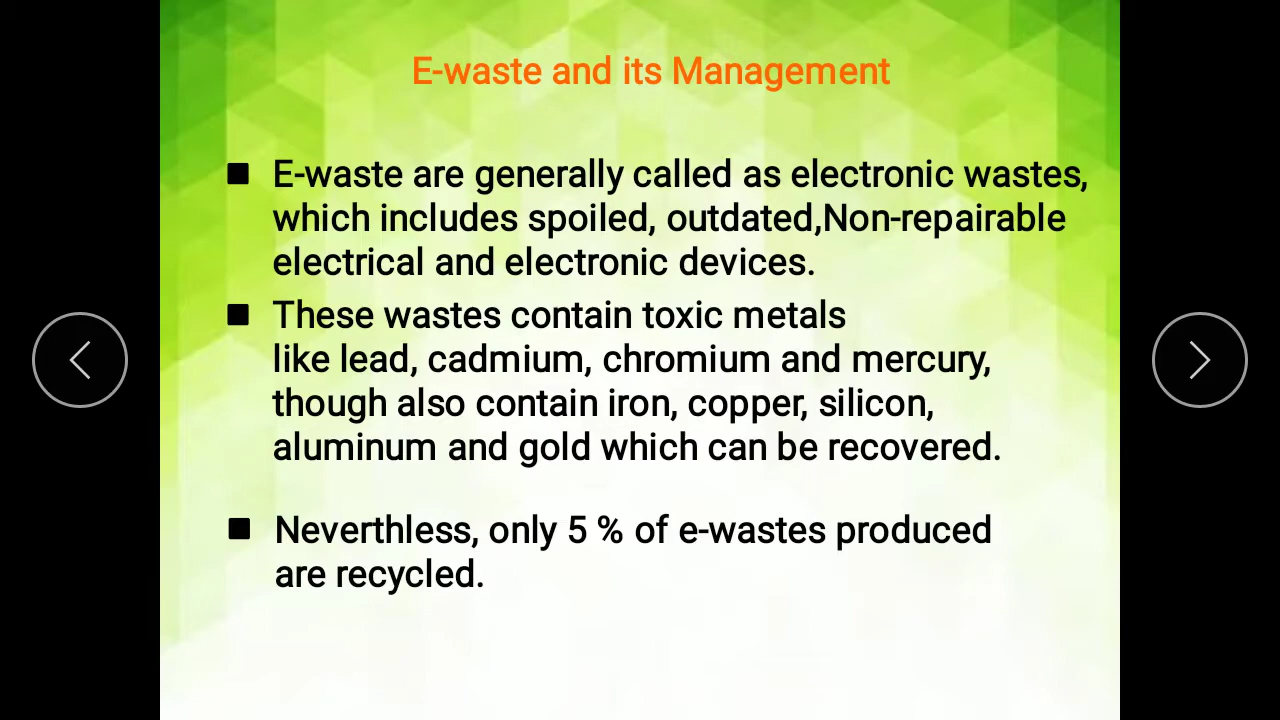 E-waste and its Management
■ E-waste are generally called as electronic wastes,
which includes spoiled, outdated,Non-repairable
electrical and electronic devices.
■ These wastes contain toxic metals
like lead, cadmium, chromium and mercury,
though also contain iron, copper, silicon,
aluminum and gold which can be recovered.
■ Neverthless, only 5 % of e-wastes produced
are recycled.